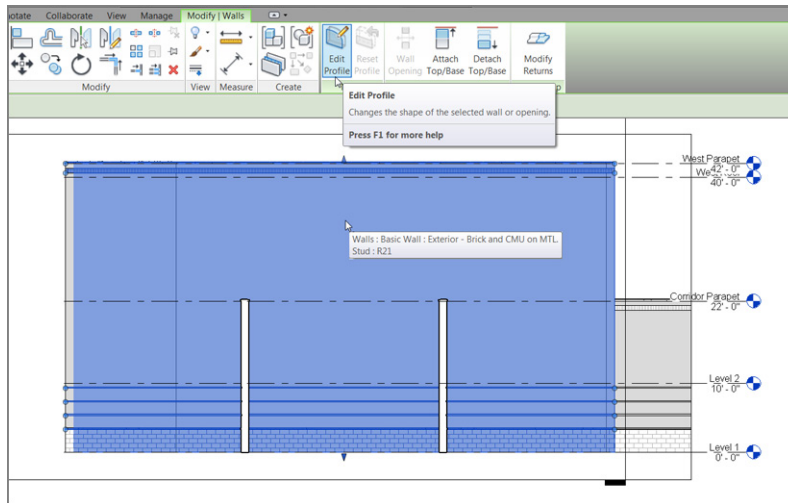 notate Collaborate View Manage Modify | Walls
Edit Profile
Reset Profile
Wall Opening
Attach Top/Base
Detach Top/Base
Modify Returns
Modify View Measure Create
Edit Profile
Changes the shape of the selected wall or opening.
Press F1 for more help
West Parapet
42' - 0"
40' - 0"
Walls : Basic Wall : Exterior - Brick and CMU on MTL.
Stud : R21
Corridor Parapet
22' - 0"
Level 2
10' - 0"
Level 1
0' - 0"